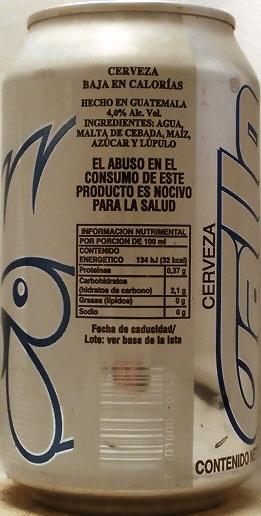 CERVEZA
BAJA EN CALORÍAS
HECHO EN GUATEMALA
4,0% Alc. Vol.
INGREDIENTES: AGUA,
MALTA DE CEBADA, MAÍZ,
AZÚCAR Y LÚPULO
EL ABUSO EN EL
CONSUMO DE ESTE
PRODUCTO ES NOCIVO
PARA LA SALUD
INFORMACION NUTRIMENTAL
POR PORCION DE 100 ml
CONTENIDO
ENERGETICO 134 kJ (32 kcal)
Proteínas 0,37 g
Carbohidratos
(hidratos de carbono) 2,1 g
Grasas (lípidos) 0 g
Sodio 0 g
Fecha de caducidad/
Lote: ver base de la lata
CERVEZA
Gallo
CONTENIDO